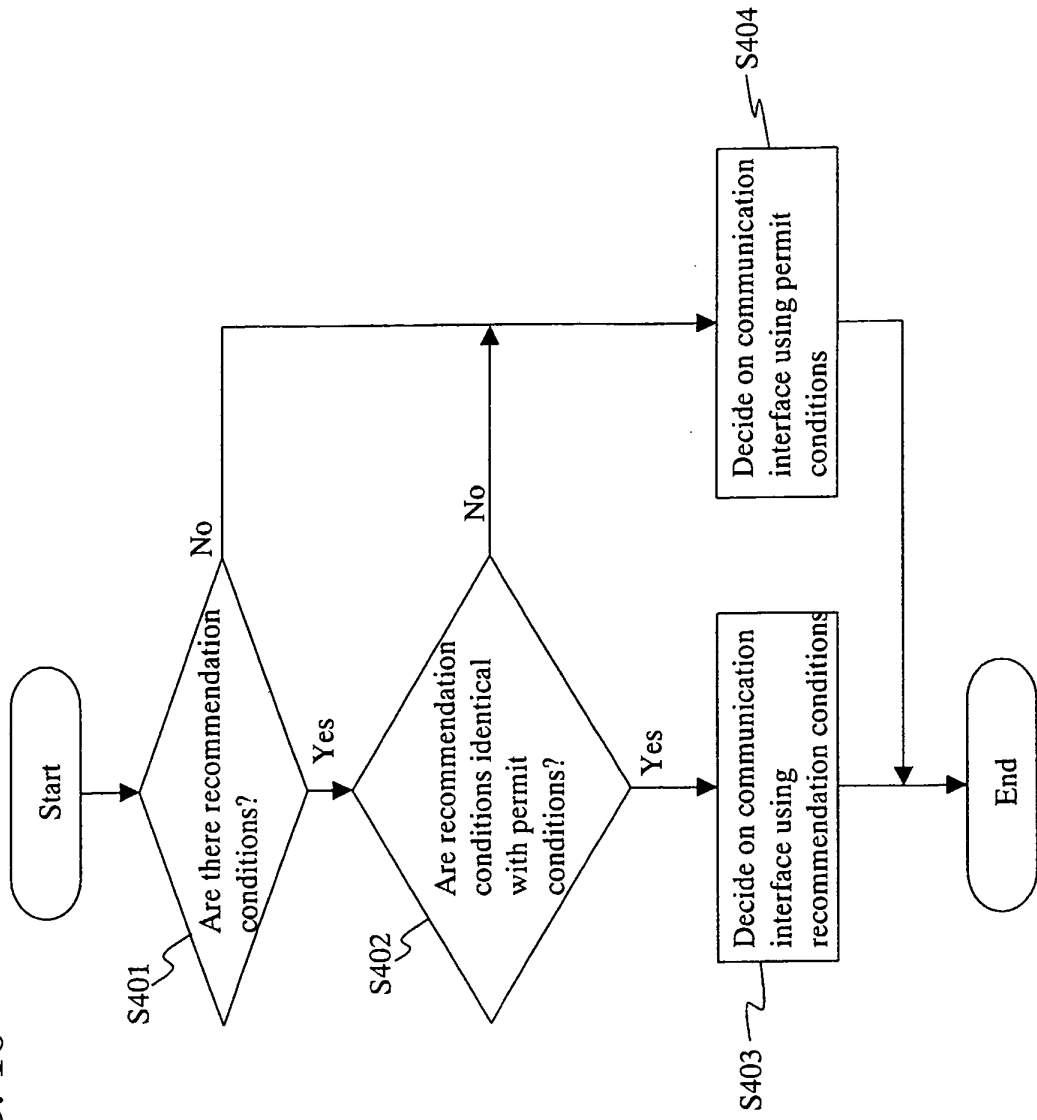 Start
S401
Are there recommendation
conditions?
No
Yes
S402
Are recommendation
conditions identical
with permit
conditions?
No
Yes
S403
Decide on communication
interface using
recommendation conditions
S404
Decide on communication
interface using permit
conditions
End